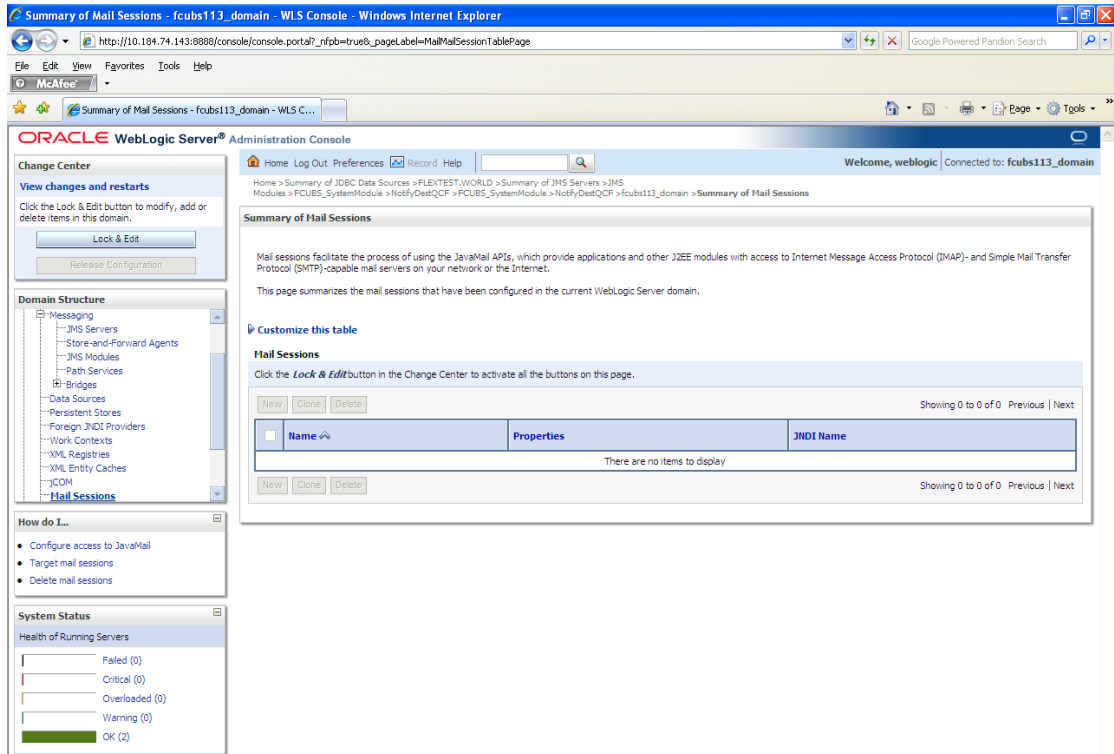 Summary of Mail Sessions - fcubs113_domain - WLS Console - Windows Internet Explorer
http://10.184.74.143:8888/console/console.portal?_nfpb=true&_pageLabel=MailMailSessionTablePage
Google Powered Pandion Search
File Edit View Favorites Tools Help
McAfee
Summary of Mail Sessions - fcubs113_domain - WLS C...
Page Tools
ORACLE WebLogic Server® Administration Console
Change Center
View changes and restarts
Click the Lock & Edit button to modify, add or
delete items in this domain.
Lock & Edit
Release Configuration
Domain Structure
Messaging
JMS Servers
Store-and-Forward Agents
JMS Modules
Path Services
Bridges
Data Sources
Persistent Stores
Foreign JNDI Providers
Work Contexts
XML Registries
XML Entity Caches
jCOM
Mail Sessions
How do I...
Configure access to JavaMail
Target mail sessions
Delete mail sessions
System Status
Health of Running Servers
Failed (0)
Critical (0)
Overloaded (0)
Warning (0)
OK (2)
Home Log Out Preferences Record Help
Welcome, weblogic Connected to: fcubs113_domain
Home >Summary of JDBC Data Sources >FLEXTEST.WORLD >Summary of JMS Servers >JMS
Modules >FCUBS_SystemModule >NotifyDestQCF >FCUBS_SystemModule >NotifyDestQCF >fcubs113_domain >Summary of Mail Sessions
Summary of Mail Sessions
Mail sessions facilitate the process of using the JavaMail APIs, which provide applications and other J2EE modules with access to Internet Message Access Protocol (IMAP)- and Simple Mail Transfer
Protocol (SMTP)-capable mail servers on your network or the Internet.
This page summarizes the mail sessions that have been configured in the current WebLogic Server domain.
Customize this table
Mail Sessions
Click the Lock & Edit button in the Change Center to activate all the buttons on this page.
New Clone Delete Showing 0 to 0 of 0 Previous | Next
Name Properties JNDI Name
There are no items to display
New Clone Delete Showing 0 to 0 of 0 Previous | Next